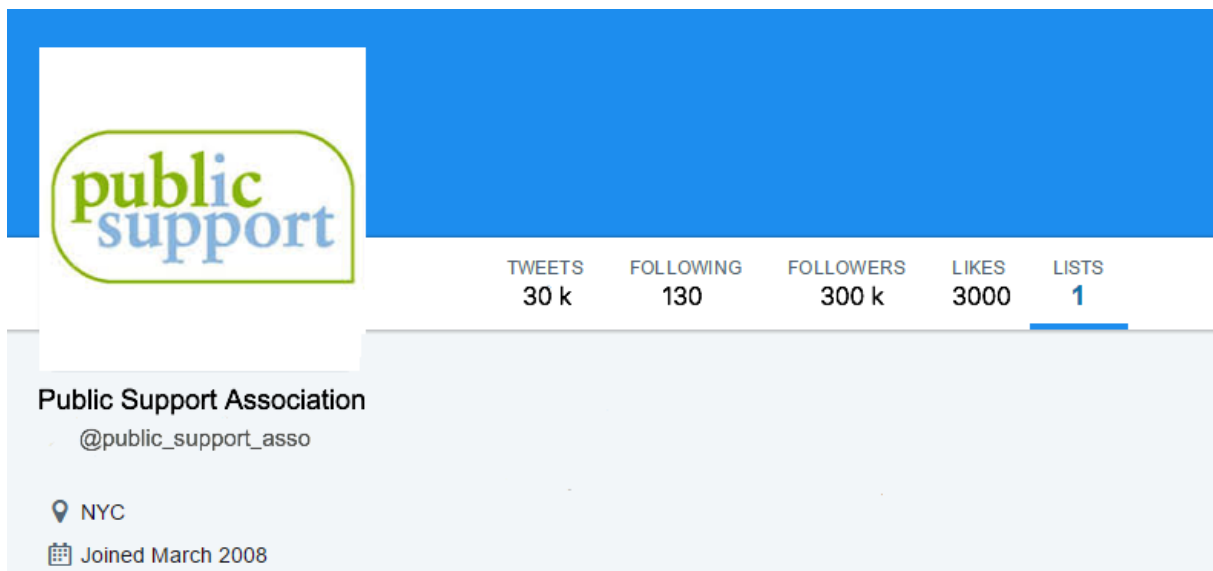 public
support
TWEETS FOLLOWING FOLLOWERS LIKES LISTS
30 k 130 300 k 3000 1
Public Support Association
@public_support_asso
NYC
Joined March 2008